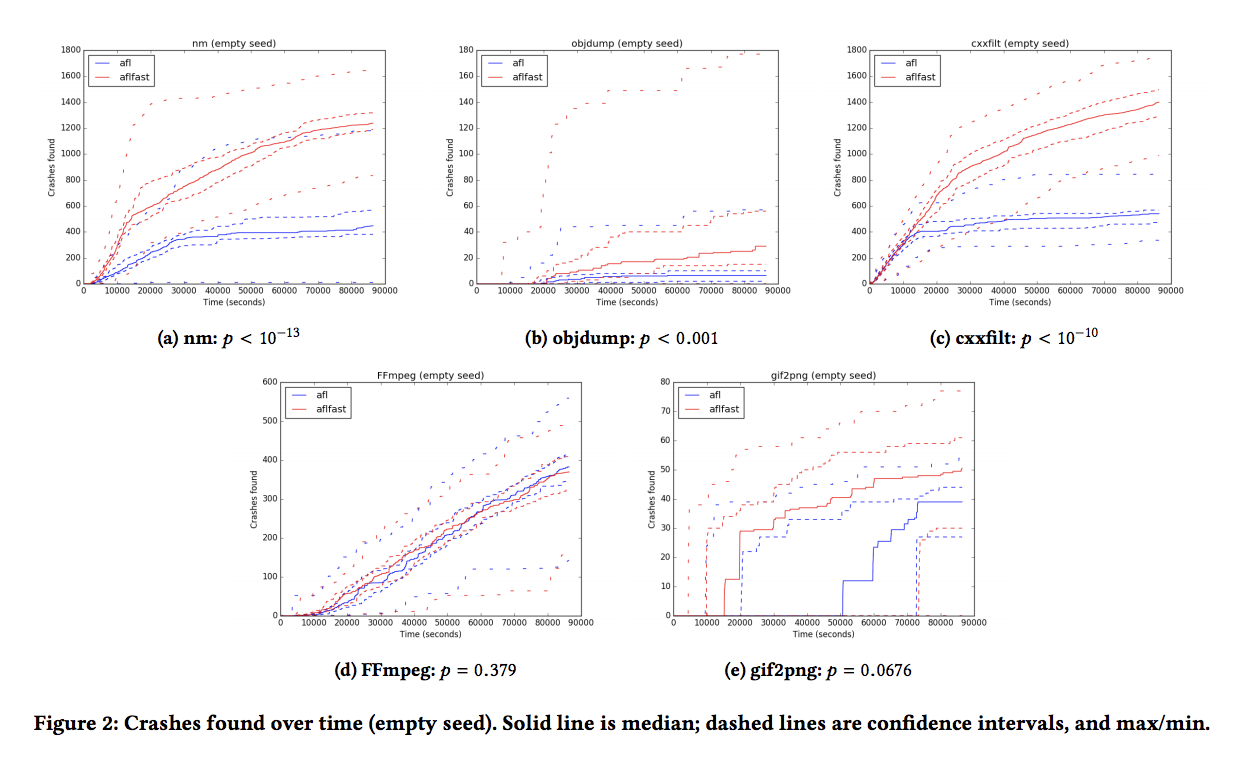 nm (empty seed)
afl
aflfast
Crashes found
1800
1600
1400
1200
1000
800
600
400
200
0
0 10000 20000 30000 40000 50000 60000 70000 80000 90000
Time (seconds)
(a) nm: p < 10⁻¹³
objdump (empty seed)
afl
aflfast
Crashes found
180
160
140
120
100
80
60
40
20
0
0 10000 20000 30000 40000 50000 60000 70000 80000 90000
Time (seconds)
(b) objdump: p < 0.001
cxxfilt (empty seed)
afl
aflfast
Crashes found
1800
1600
1400
1200
1000
800
600
400
200
0
0 10000 20000 30000 40000 50000 60000 70000 80000 90000
Time (seconds)
(c) cxxfilt: p < 10⁻¹⁰
FFmpeg (empty seed)
afl
aflfast
Crashes found
600
500
400
300
200
100
0
0 10000 20000 30000 40000 50000 60000 70000 80000 90000
Time (seconds)
(d) FFmpeg: p = 0.379
gif2png (empty seed)
afl
aflfast
Crashes found
80
70
60
50
40
30
20
10
0
0 10000 20000 30000 40000 50000 60000 70000 80000 90000
Time (seconds)
(e) gif2png: p = 0.0676
Figure 2: Crashes found over time (empty seed). Solid line is median; dashed lines are confidence intervals, and max/min.